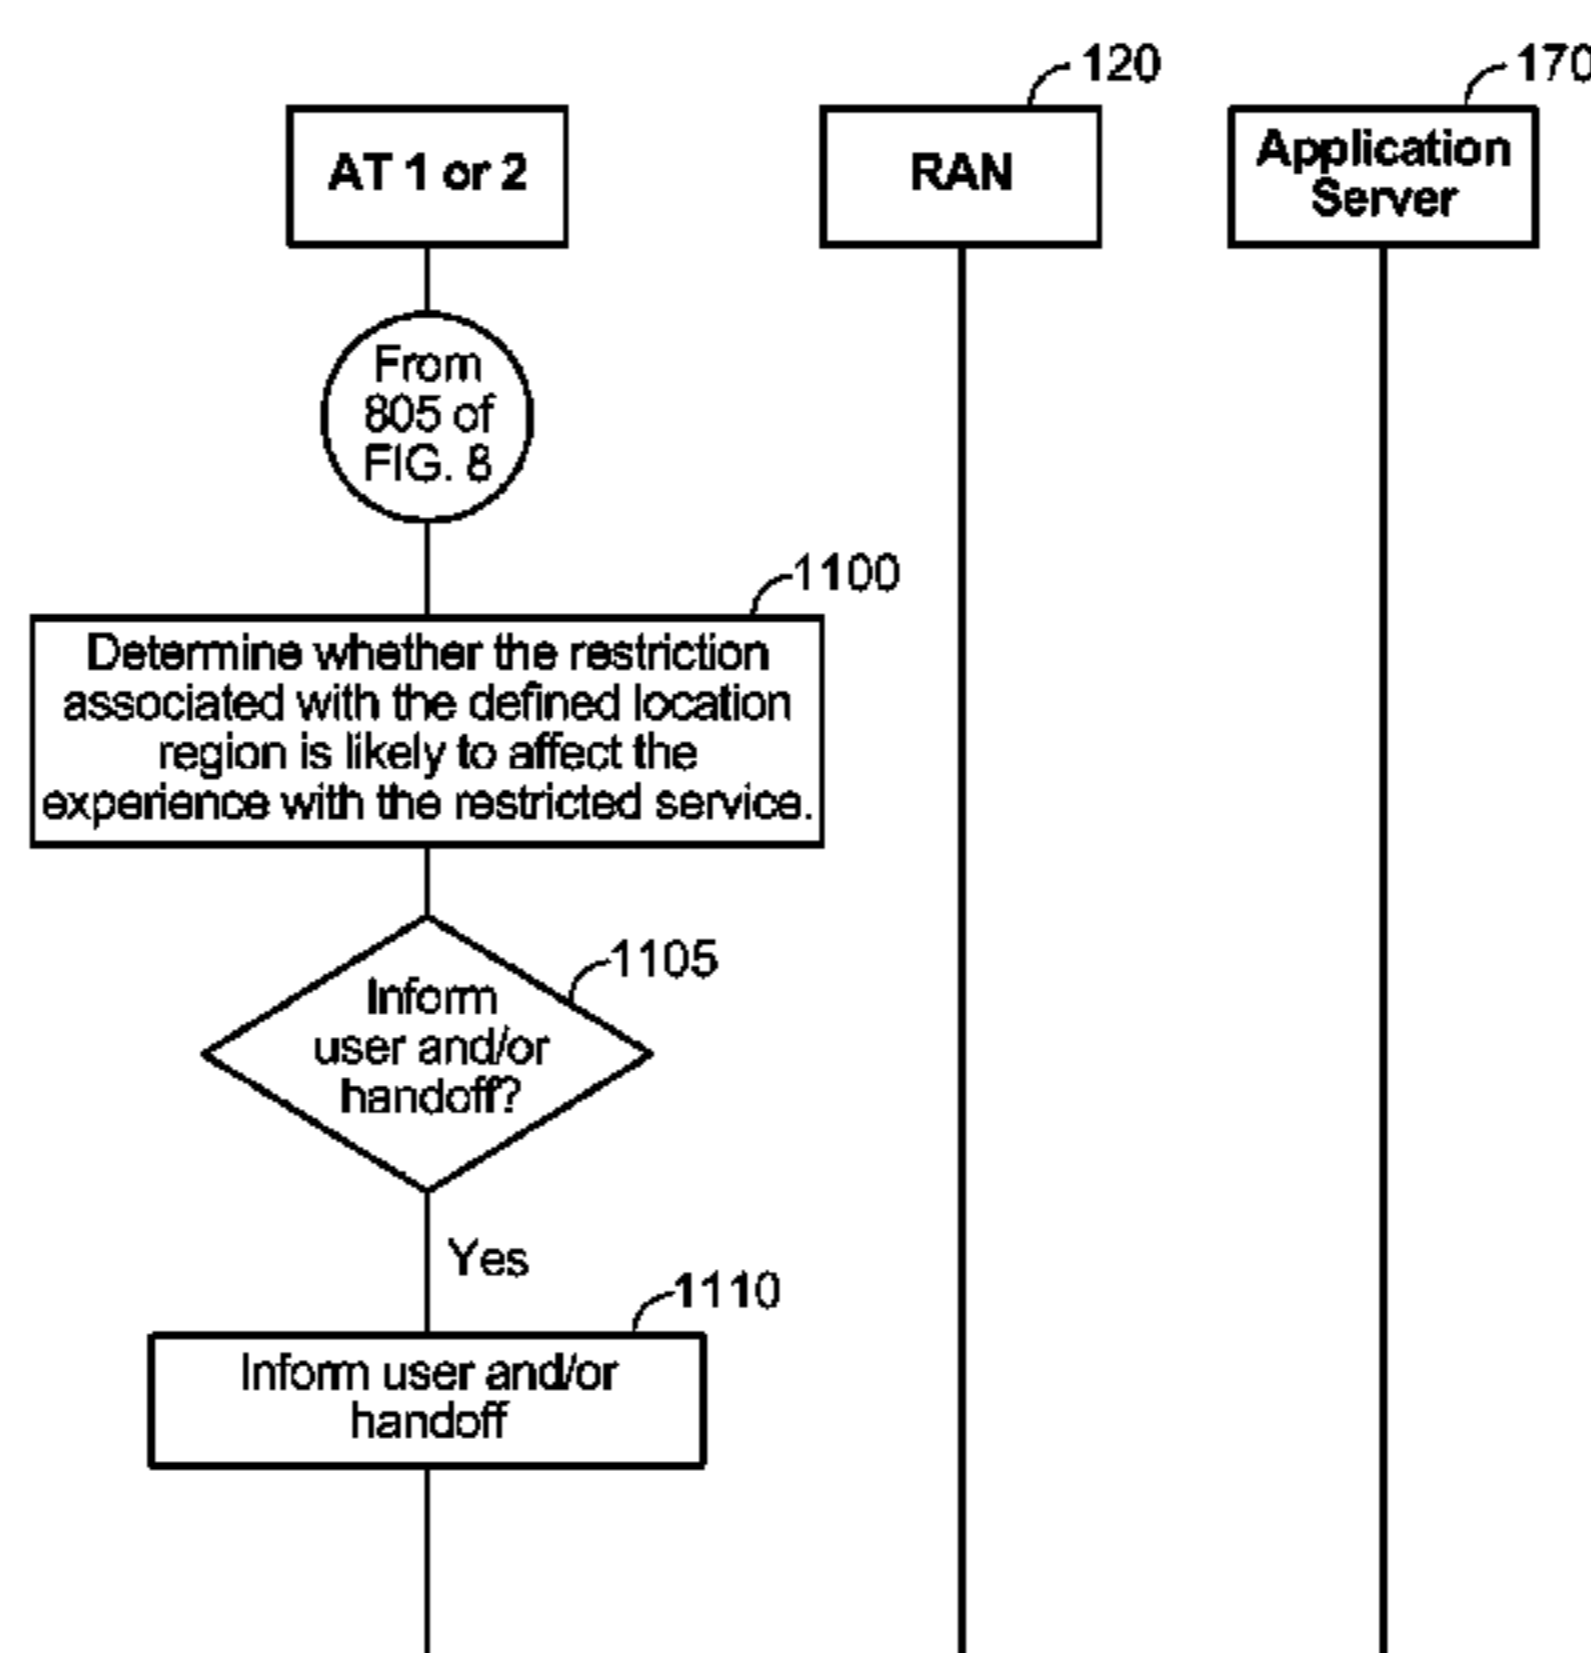 120
170
AT 1 or 2
RAN
Application
Server
From
805 of
FIG. 8
1100
Determine whether the restriction
associated with the defined location
region is likely to affect the
experience with the restricted service.
1105
Inform
user and/or
handoff?
Yes
1110
Inform user and/or
handoff